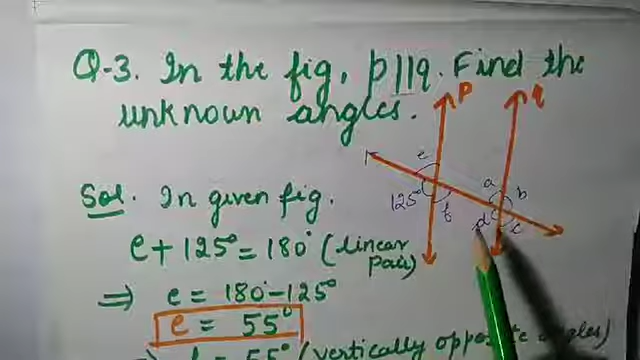 Q-3. In the fig, p||q. Find the
unknown angles.
p
q
e
125°
f
a
b
d
c
Sol. In given fig.
e + 125° = 180° (linear pair)
⇒ e = 180° - 125°
e = 55°
⇒ f = 55° (vertically opposite angles)